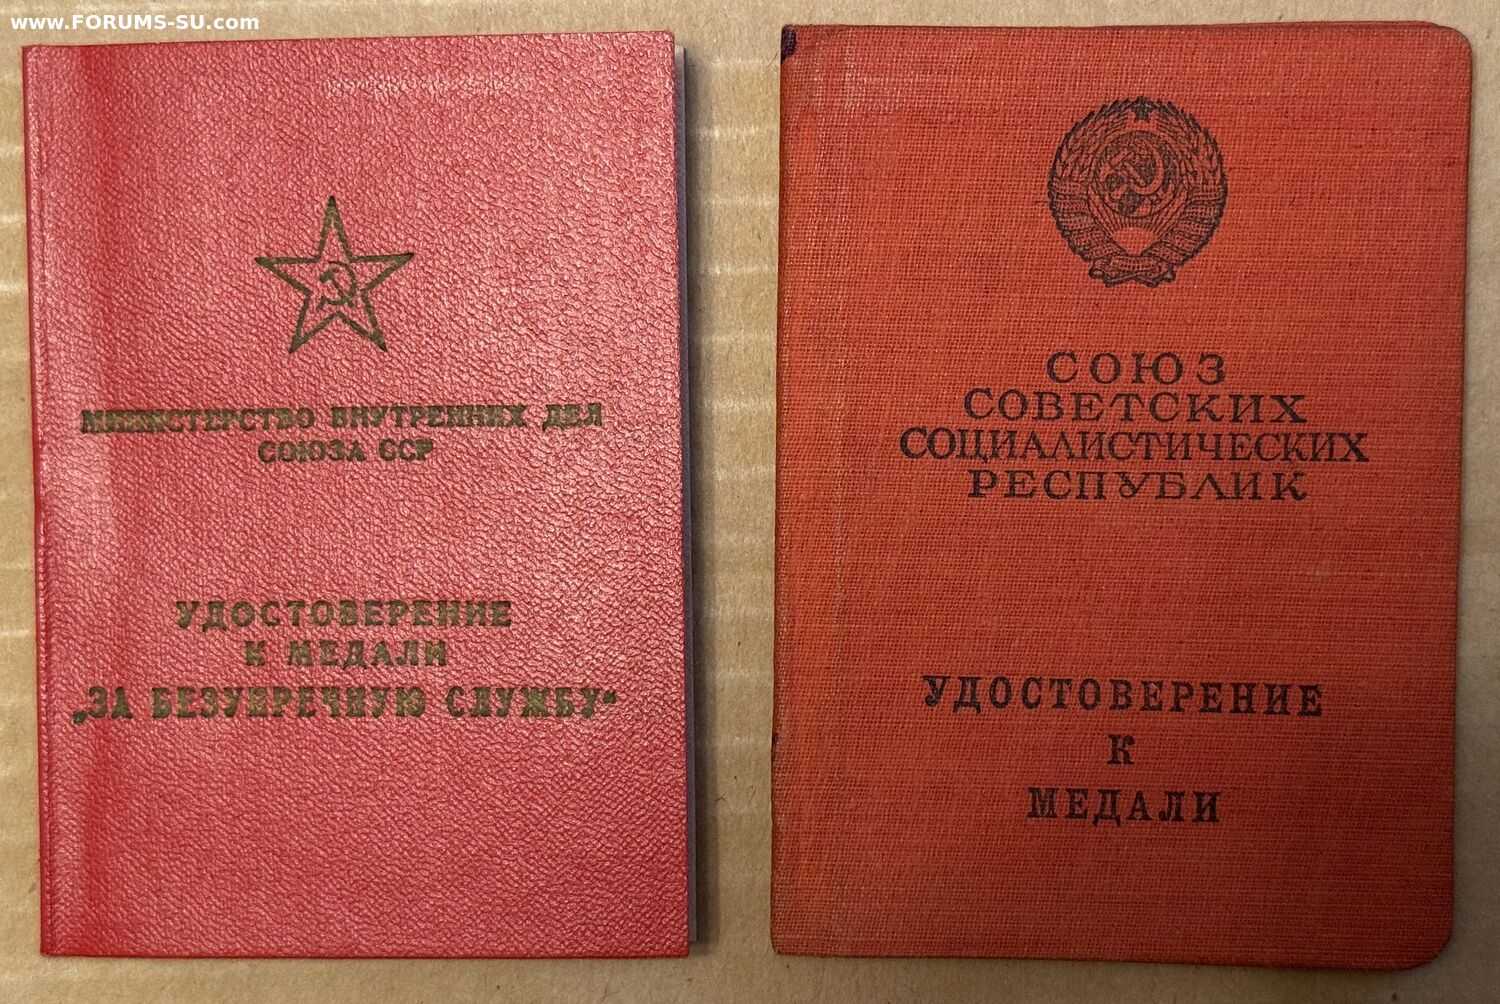 www.FORUMS-SU.com
МИНИСТЕРСТВО ВНУТРЕННИХ ДЕЛ
СОЮЗА ССР
УДОСТОВЕРЕНИЕ
К МЕДАЛИ
„ЗА БЕЗУПРЕЧНУЮ СЛУЖБУ“
СОЮЗ
СОВЕТСКИХ
СОЦИАЛИСТИЧЕСКИХ
РЕСПУБЛИК
УДОСТОВЕРЕНИЕ
К
МЕДАЛИ